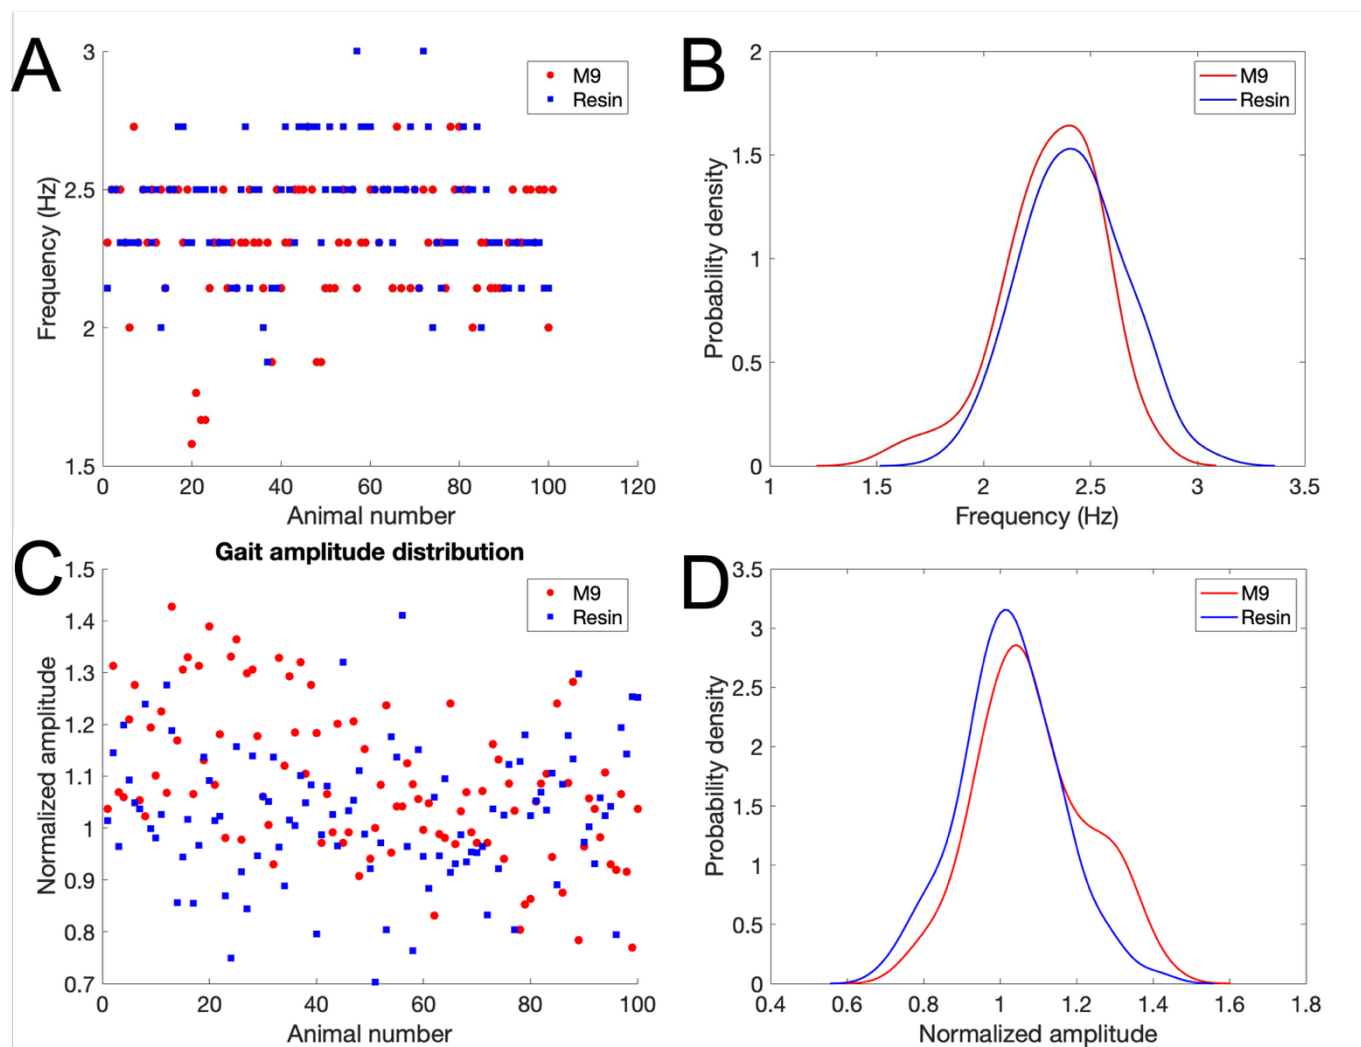 A
3
2.5
2
1.5
Frequency (Hz)
0 20 40 60 80 100 120
Animal number
M9
Resin
B
2
1.5
1
0.5
0
Probability density
1 1.5 2 2.5 3 3.5
Frequency (Hz)
M9
Resin
C
Gait amplitude distribution
1.5
1.4
1.3
1.2
1.1
1
0.9
0.8
0.7
Normalized amplitude
0 20 40 60 80 100
Animal number
M9
Resin
D
3.5
3
2.5
2
1.5
1
0.5
0
Probability density
0.4 0.6 0.8 1 1.2 1.4 1.6 1.8
Normalized amplitude
M9
Resin